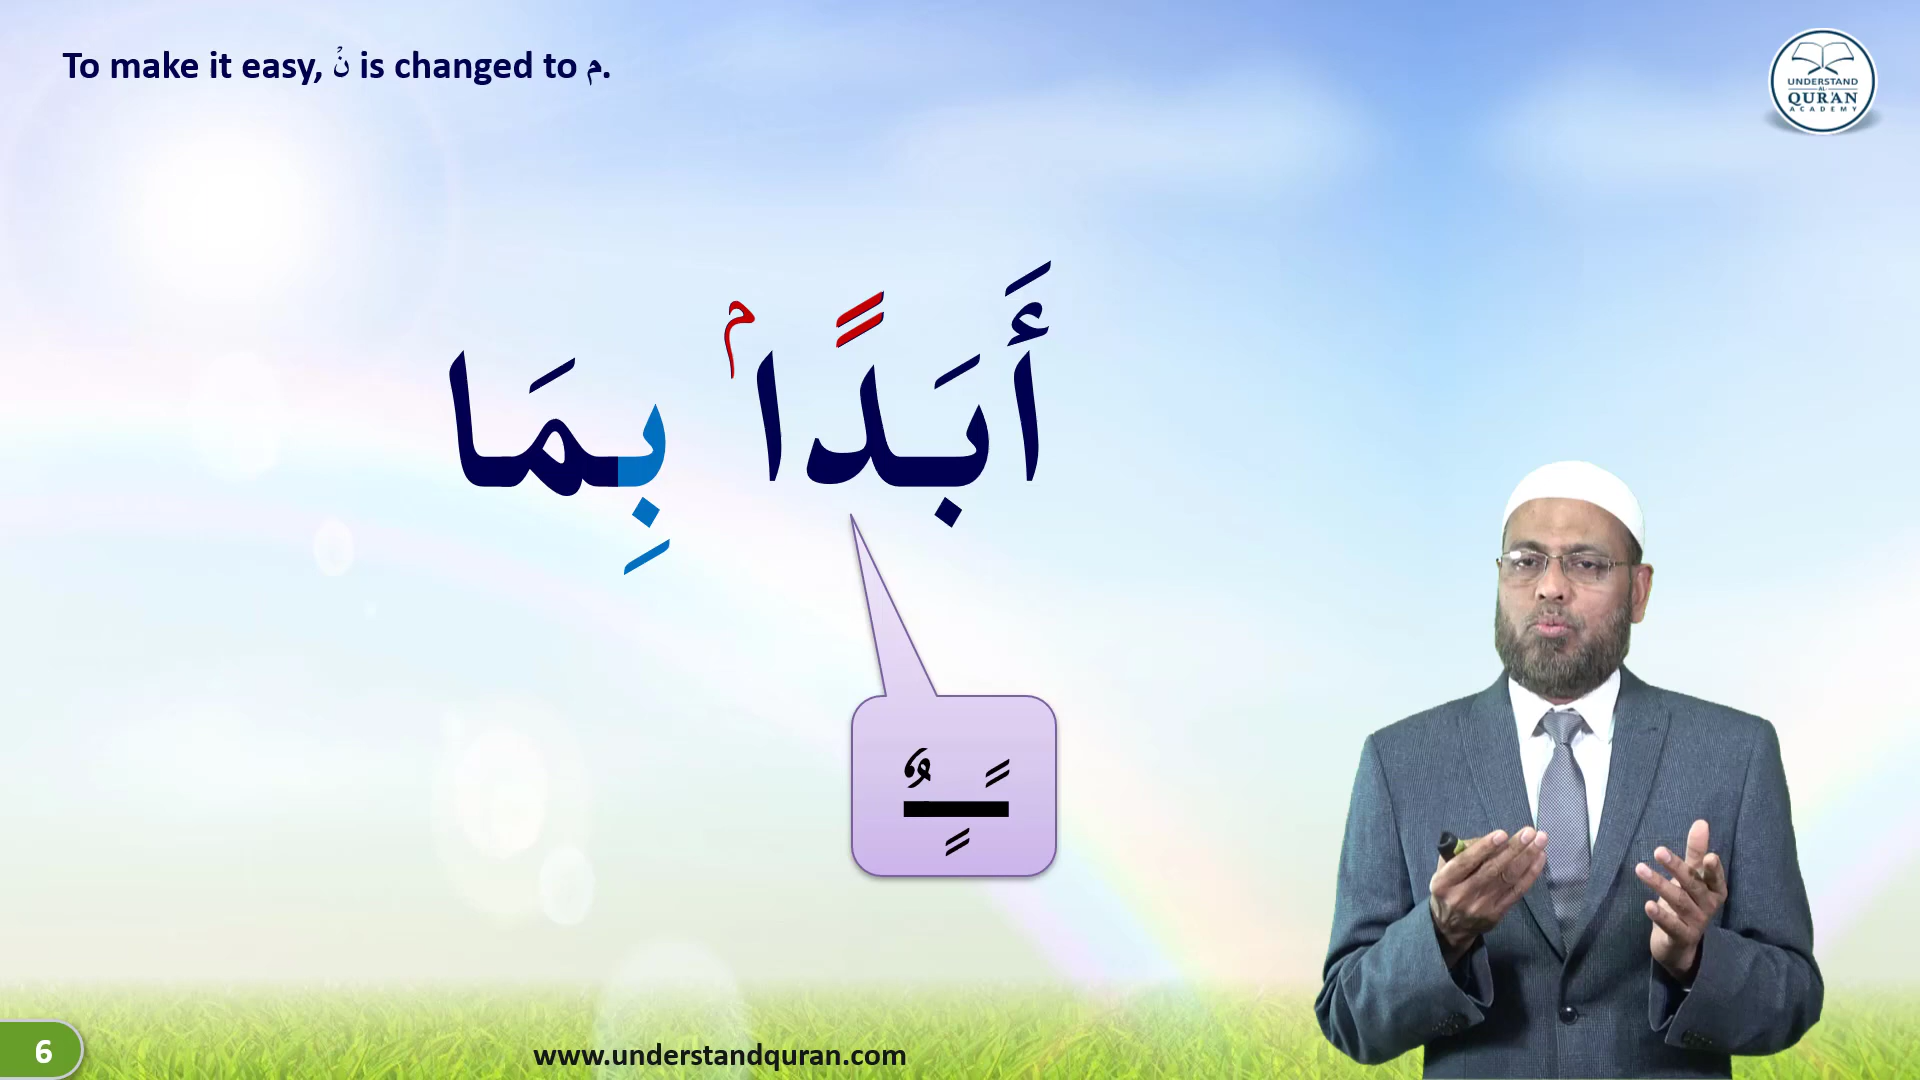 To make it easy, نْ is changed to م.
UNDERSTAND
AL
QUR'AN
ACADEMY
أَبَدًاۢ بِمَا
ـًـٍـٌ
6
www.understandquran.com